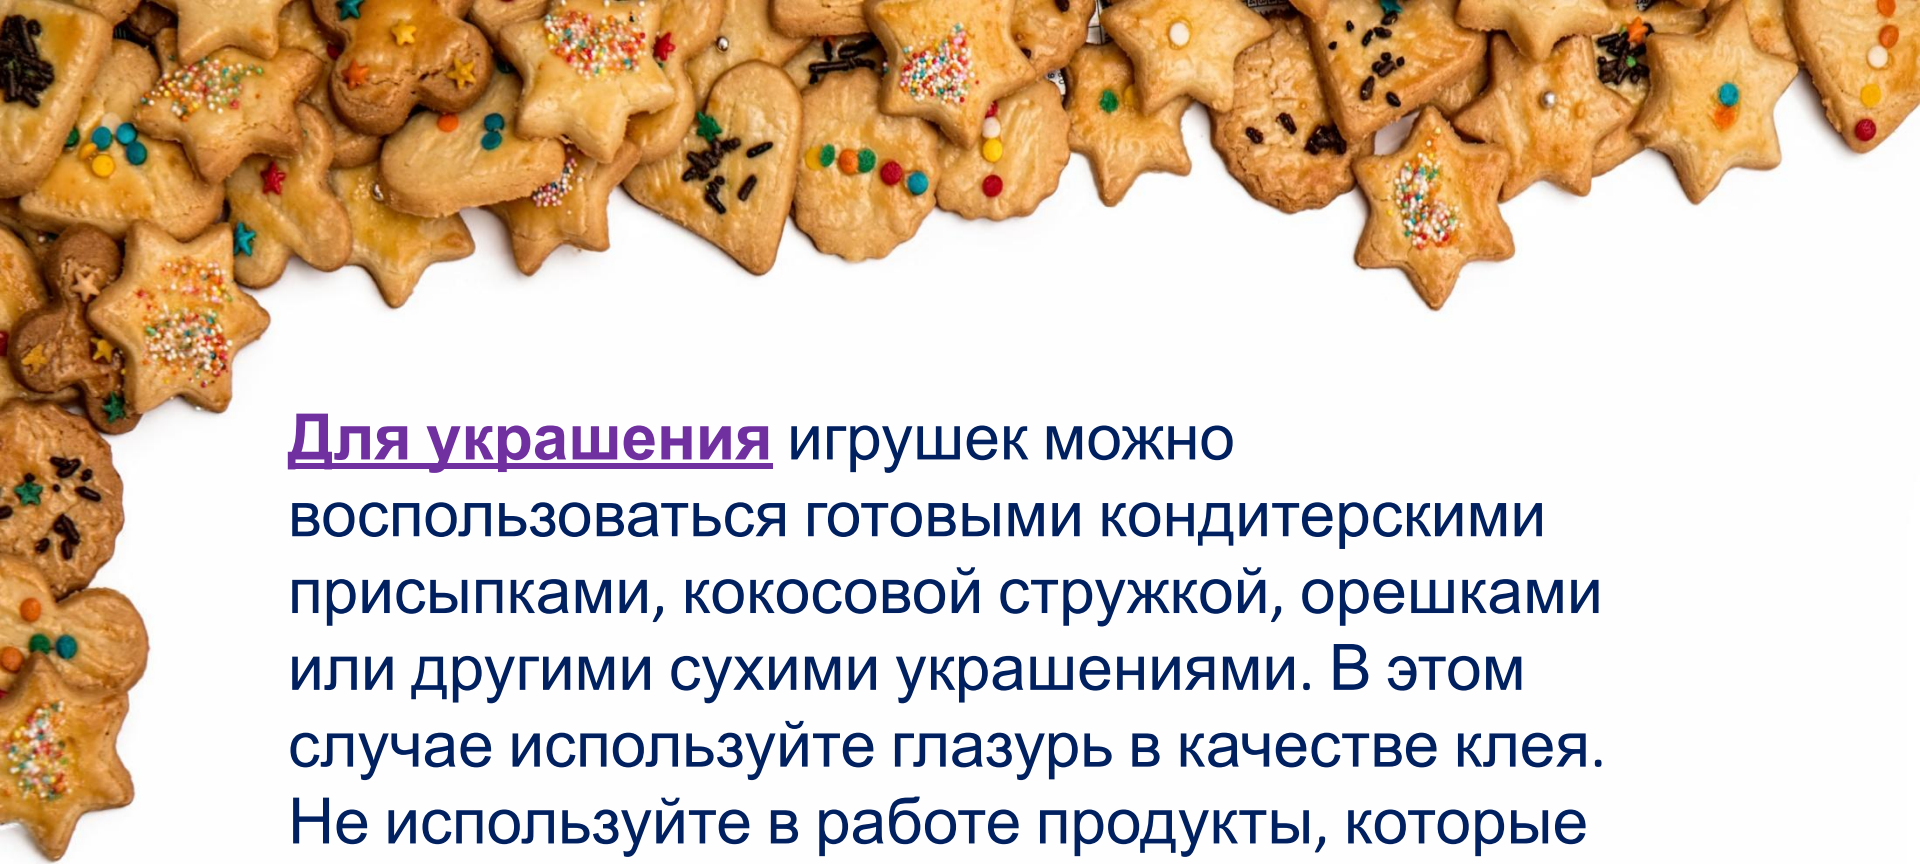 Для украшения игрушек можно
воспользоваться готовыми кондитерскими
присыпками, кокосовой стружкой, орешками
или другими сухими украшениями. В этом
случае используйте глазурь в качестве клея.
Не используйте в работе продукты, которые